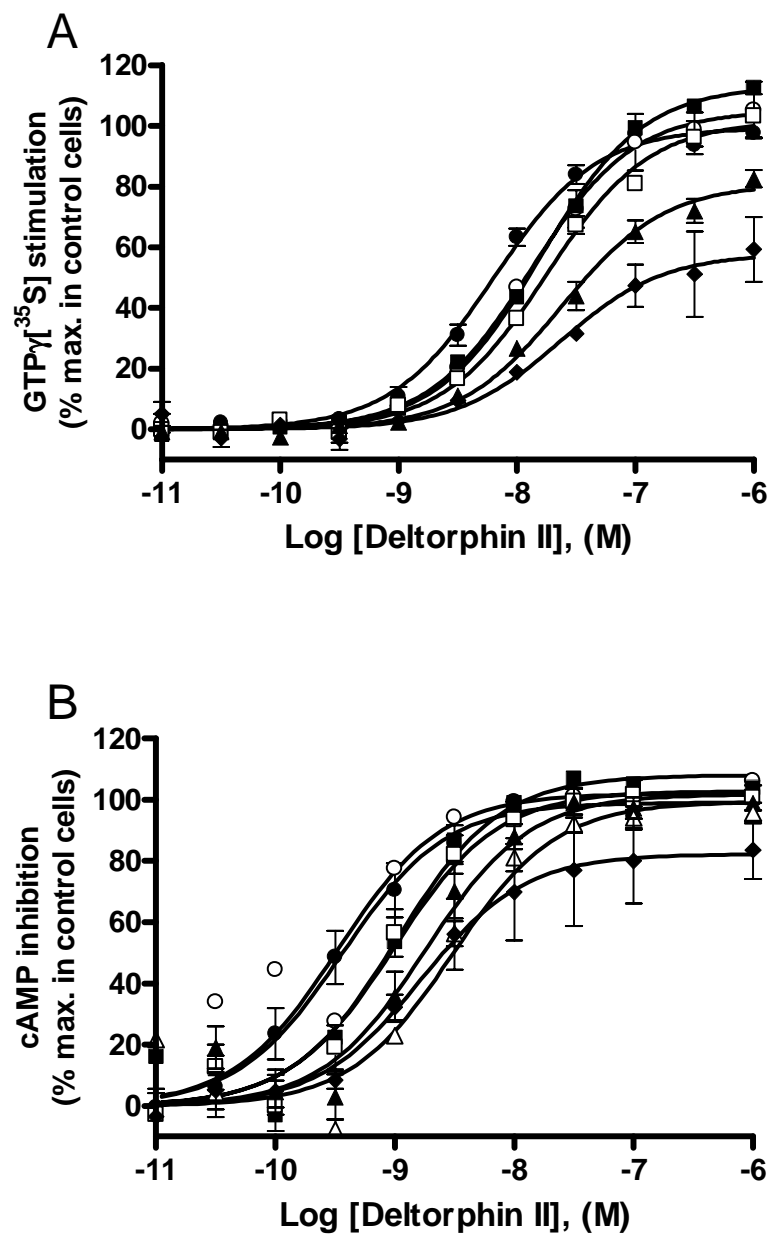 A
GTPγ[³⁵S] stimulation
(% max. in control cells)
120
100
80
60
40
20
0
-11 -10 -9 -8 -7 -6
Log [Deltorphin II], (M)
B
cAMP inhibition
(% max. in control cells)
120
100
80
60
40
20
0
-11 -10 -9 -8 -7 -6
Log [Deltorphin II], (M)